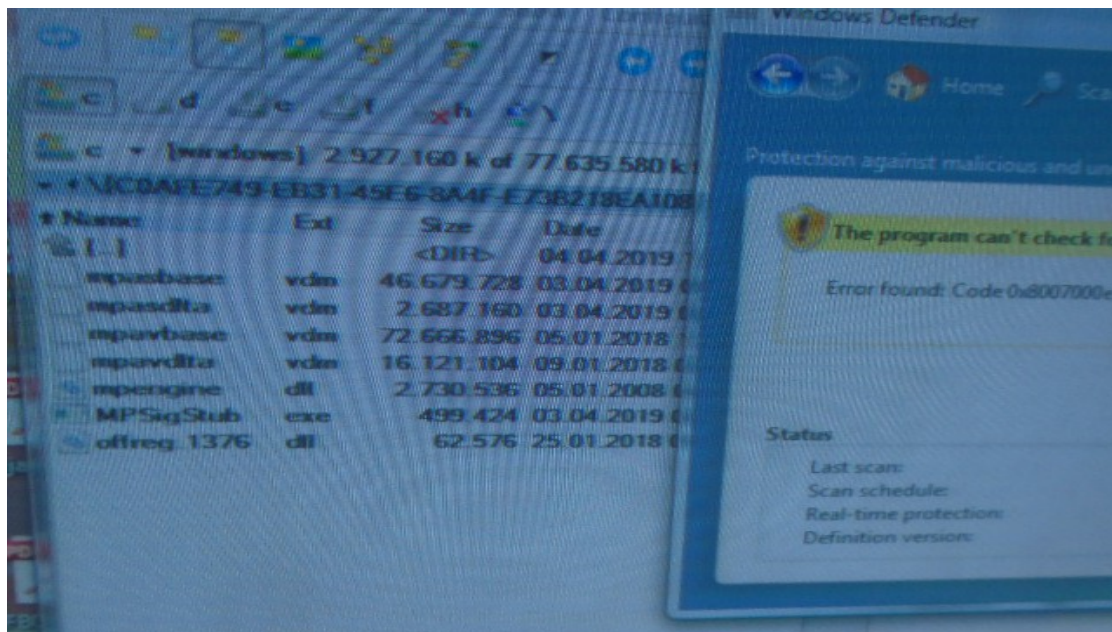 Windows Defender
Home
c d e f h \
c [windows] 2.927.160 k of 77.635.580 k
Protection against malicious and
Name Ext Size Date
[..] <DIR> 04.04.2019
mpasbase vdm 46.679.728 03.04.2019
mpasdlta vdm 2.687.160 03.04.2019
mpavbase vdm 72.666.896 05.01.2018
mpavdlta vdm 16.121.104 09.01.2018
mpengine dll 2.730.536 05.01.2008
MPSigStub exe 499.424 03.04.2019
offreg.1376 dll 62.576 25.01.2018
The program can't check
Error found: Code 0x8007000
Status
Last scan:
Scan schedule:
Real-time protection:
Definition version: